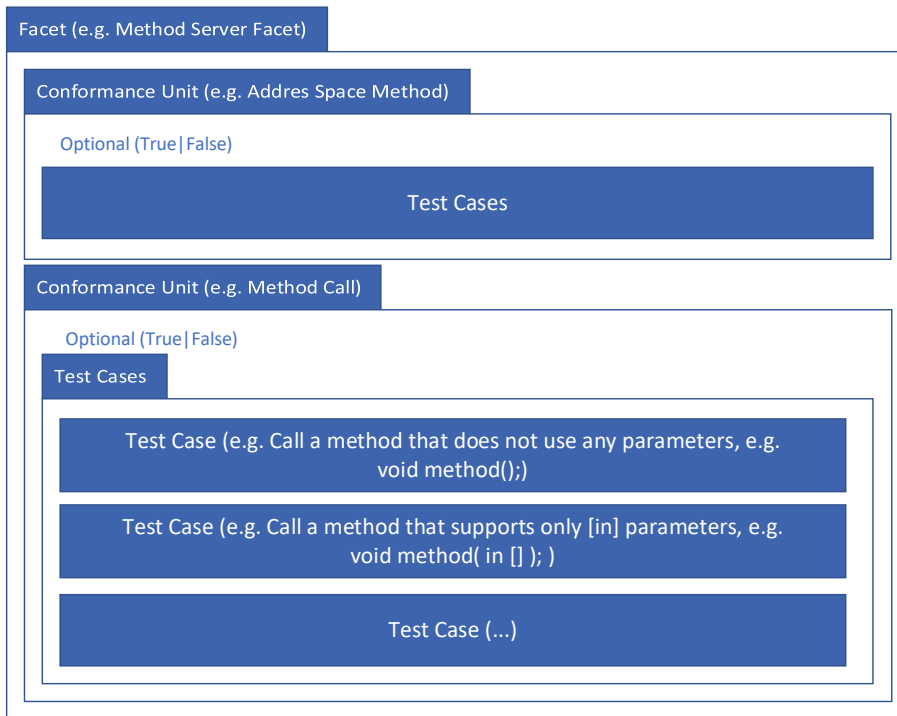 Facet (e.g. Method Server Facet)
Conformance Unit (e.g. Addres Space Method)
Optional (True|False)
Test Cases
Conformance Unit (e.g. Method Call)
Optional (True|False)
Test Cases
Test Case (e.g. Call a method that does not use any parameters, e.g.
void method();)
Test Case (e.g. Call a method that supports only [in] parameters, e.g.
void method( in [] ); )
Test Case (...)